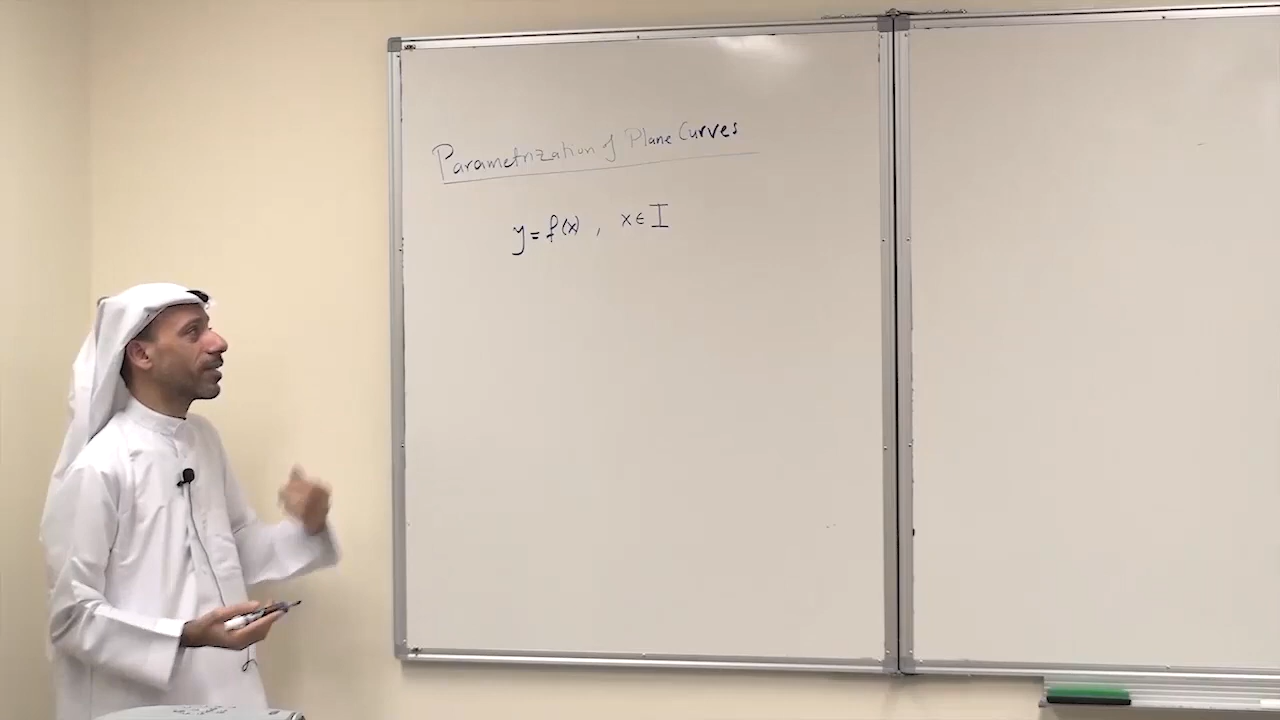 Parametrization of Plane Curves
y = f(x) , x ∈ I